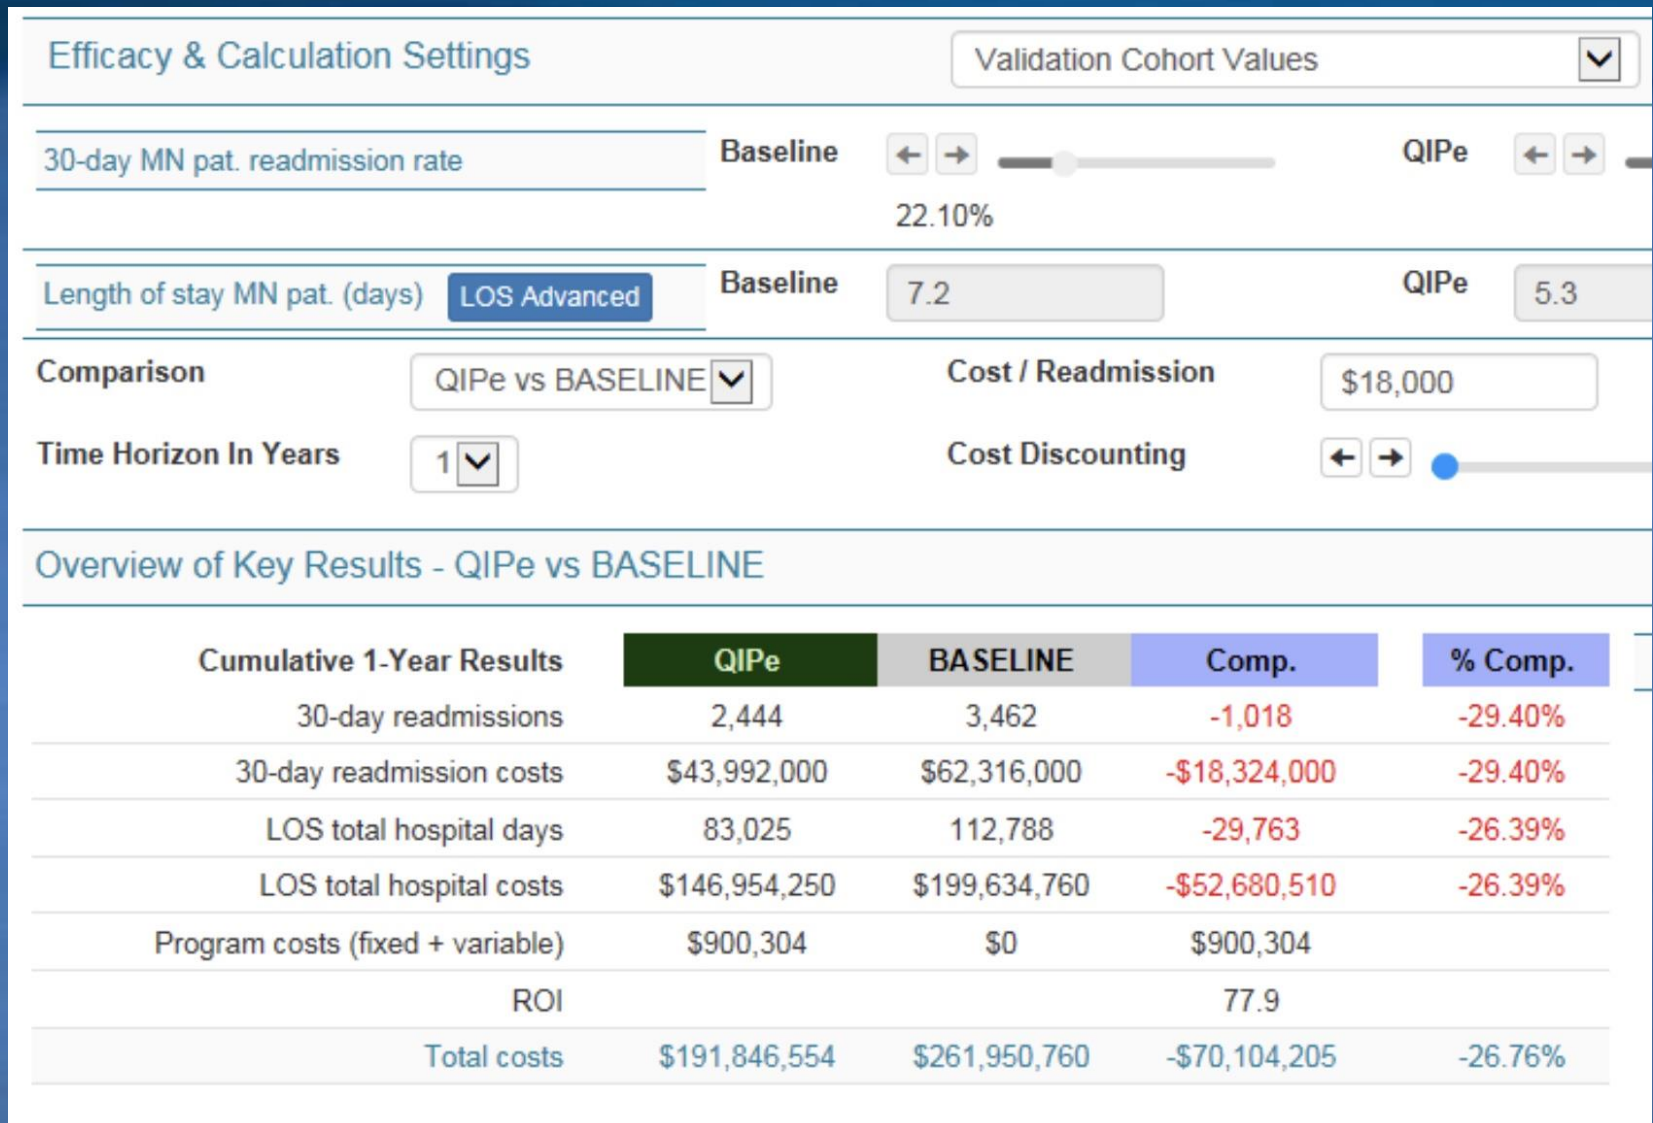 Efficacy & Calculation Settings Validation Cohort Values
30-day MN pat. readmission rate Baseline QIPe
22.10%
Length of stay MN pat. (days) LOS Advanced Baseline 7.2 QIPe 5.3
Comparison QIPe vs BASELINE Cost / Readmission $18,000
Time Horizon In Years 1 Cost Discounting
Overview of Key Results - QIPe vs BASELINE
Cumulative 1-Year Results QIPe BASELINE Comp. % Comp.
30-day readmissions 2,444 3,462 -1,018 -29.40%
30-day readmission costs $43,992,000 $62,316,000 -$18,324,000 -29.40%
LOS total hospital days 83,025 112,788 -29,763 -26.39%
LOS total hospital costs $146,954,250 $199,634,760 -$52,680,510 -26.39%
Program costs (fixed + variable) $900,304 $0 $900,304
ROI 77.9
Total costs $191,846,554 $261,950,760 -$70,104,205 -26.76%